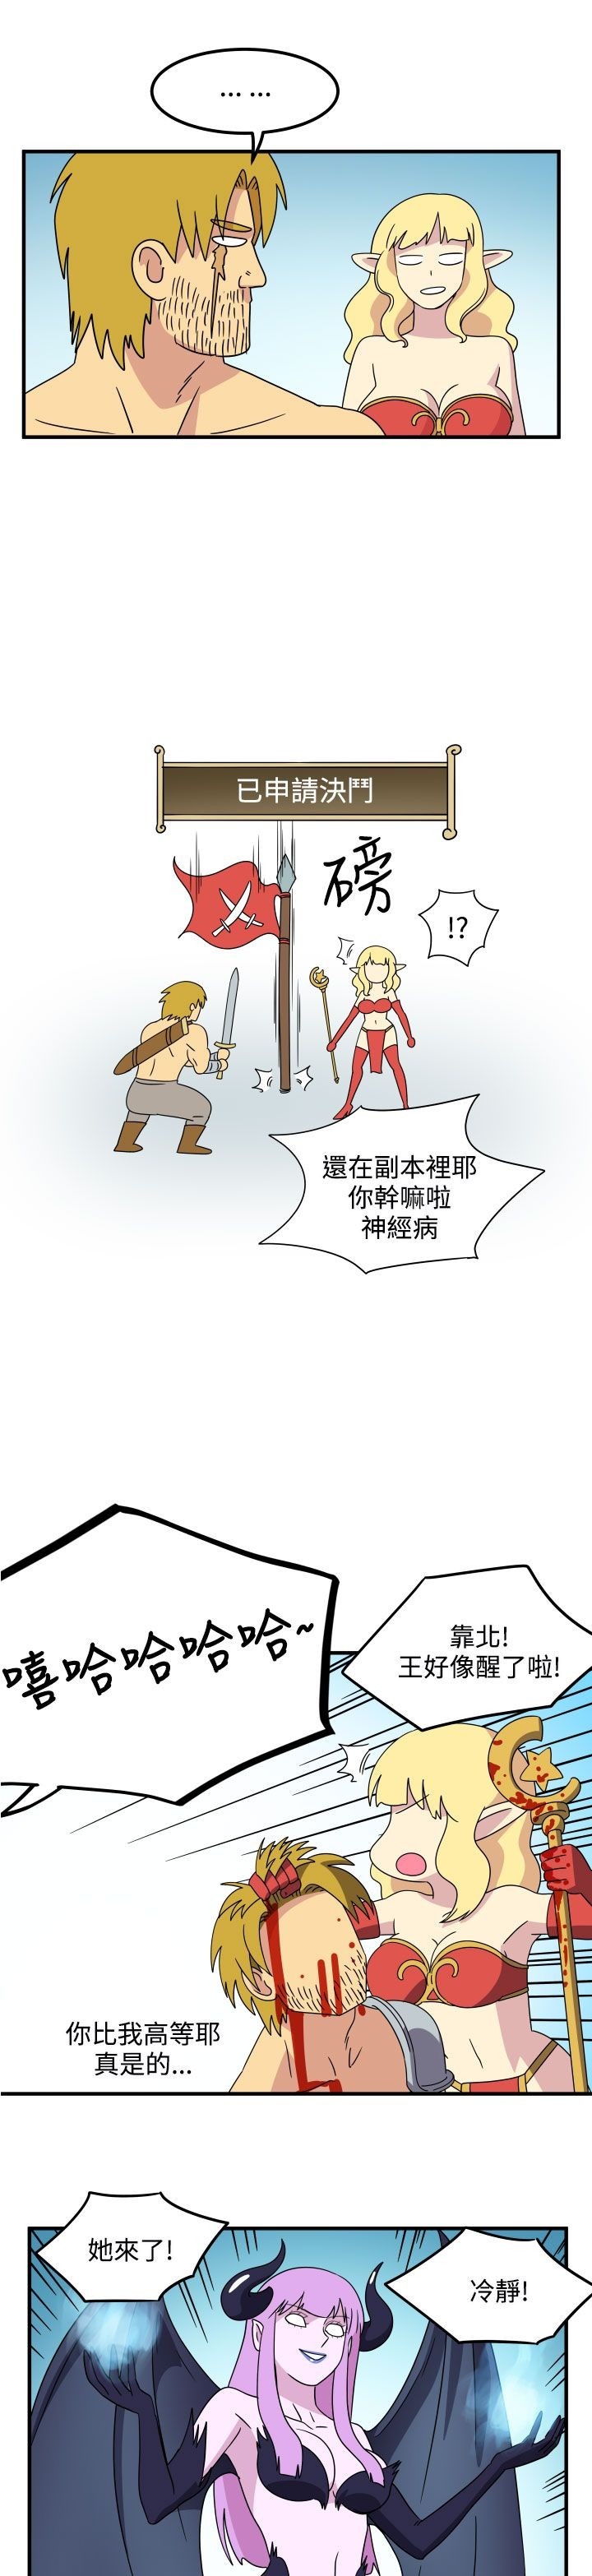 ... ...
已申請決鬥
磅
!?
還在副本裡耶
你幹嘛啦
神經病
嘻哈哈哈哈~
靠北!
王好像醒了啦!
你比我高等耶
真是的...
她來了!
冷靜!